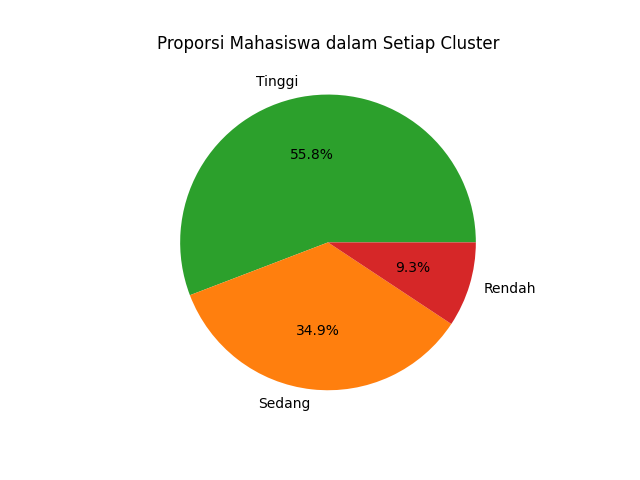 Proporsi Mahasiswa dalam Setiap Cluster
Tinggi
55.8%
9.3%
Rendah
34.9%
Sedang